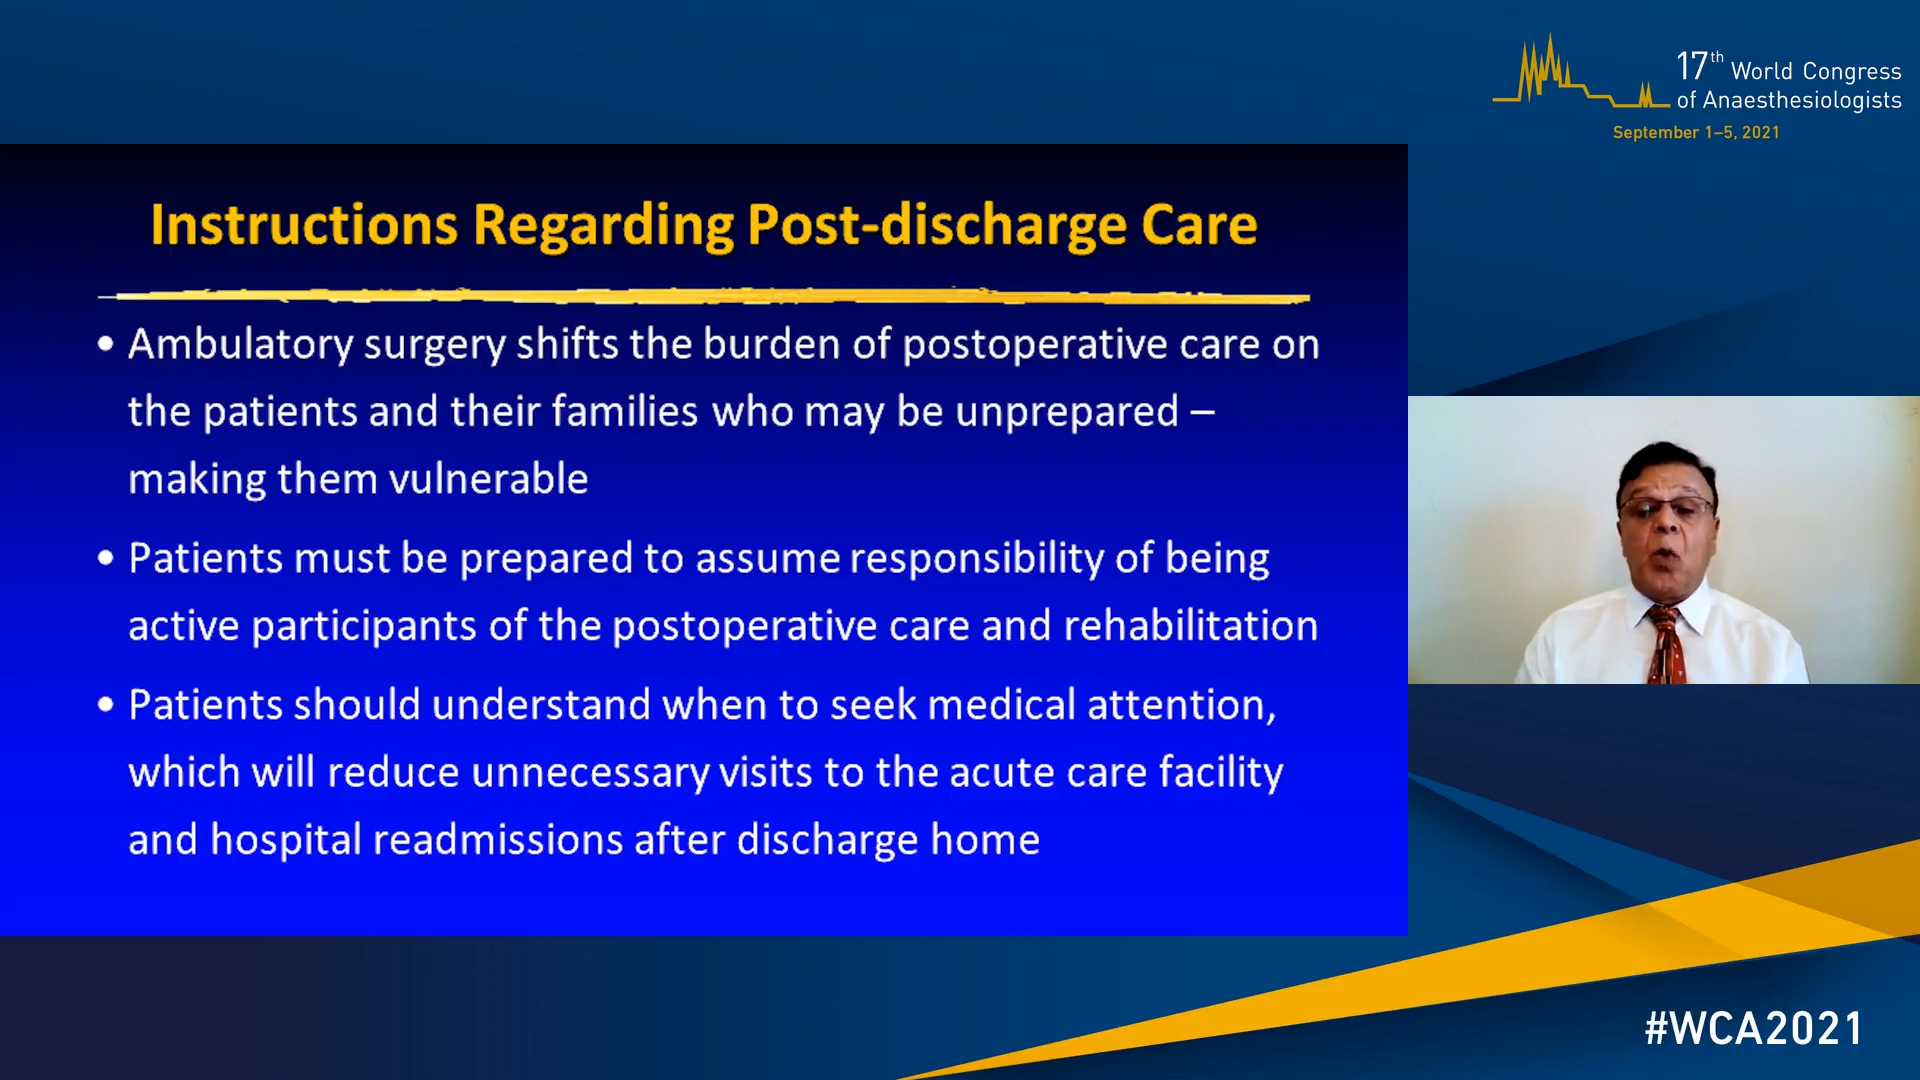 17th World Congress
of Anaesthesiologists
September 1–5, 2021
Instructions Regarding Post-discharge Care
• Ambulatory surgery shifts the burden of postoperative care on
the patients and their families who may be unprepared –
making them vulnerable
• Patients must be prepared to assume responsibility of being
active participants of the postoperative care and rehabilitation
• Patients should understand when to seek medical attention,
which will reduce unnecessary visits to the acute care facility
and hospital readmissions after discharge home
#WCA2021